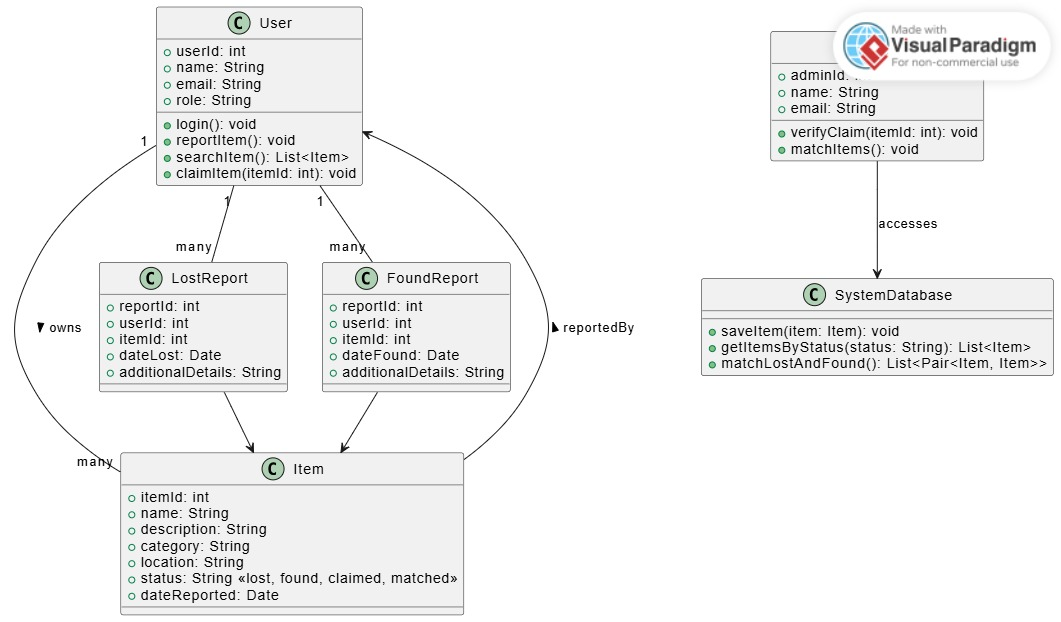 C User
userId: int
name: String
email: String
role: String
login(): void
reportItem(): void
searchItem(): List<Item>
claimItem(itemId: int): void
Made with
VisualParadigm
For non-commercial use
adminId:
name: String
email: String
verifyClaim(itemId: int): void
matchItems(): void
1
1
1
many
many
accesses
C LostReport
reportId: int
userId: int
itemId: int
dateLost: Date
additionalDetails: String
C FoundReport
reportId: int
userId: int
itemId: int
dateFound: Date
additionalDetails: String
C SystemDatabase
saveItem(item: Item): void
getItemsByStatus(status: String): List<Item>
matchLostAndFound(): List<Pair<Item, Item>>
owns
reportedBy
many
C Item
itemId: int
name: String
description: String
category: String
location: String
status: String «lost, found, claimed, matched»
dateReported: Date